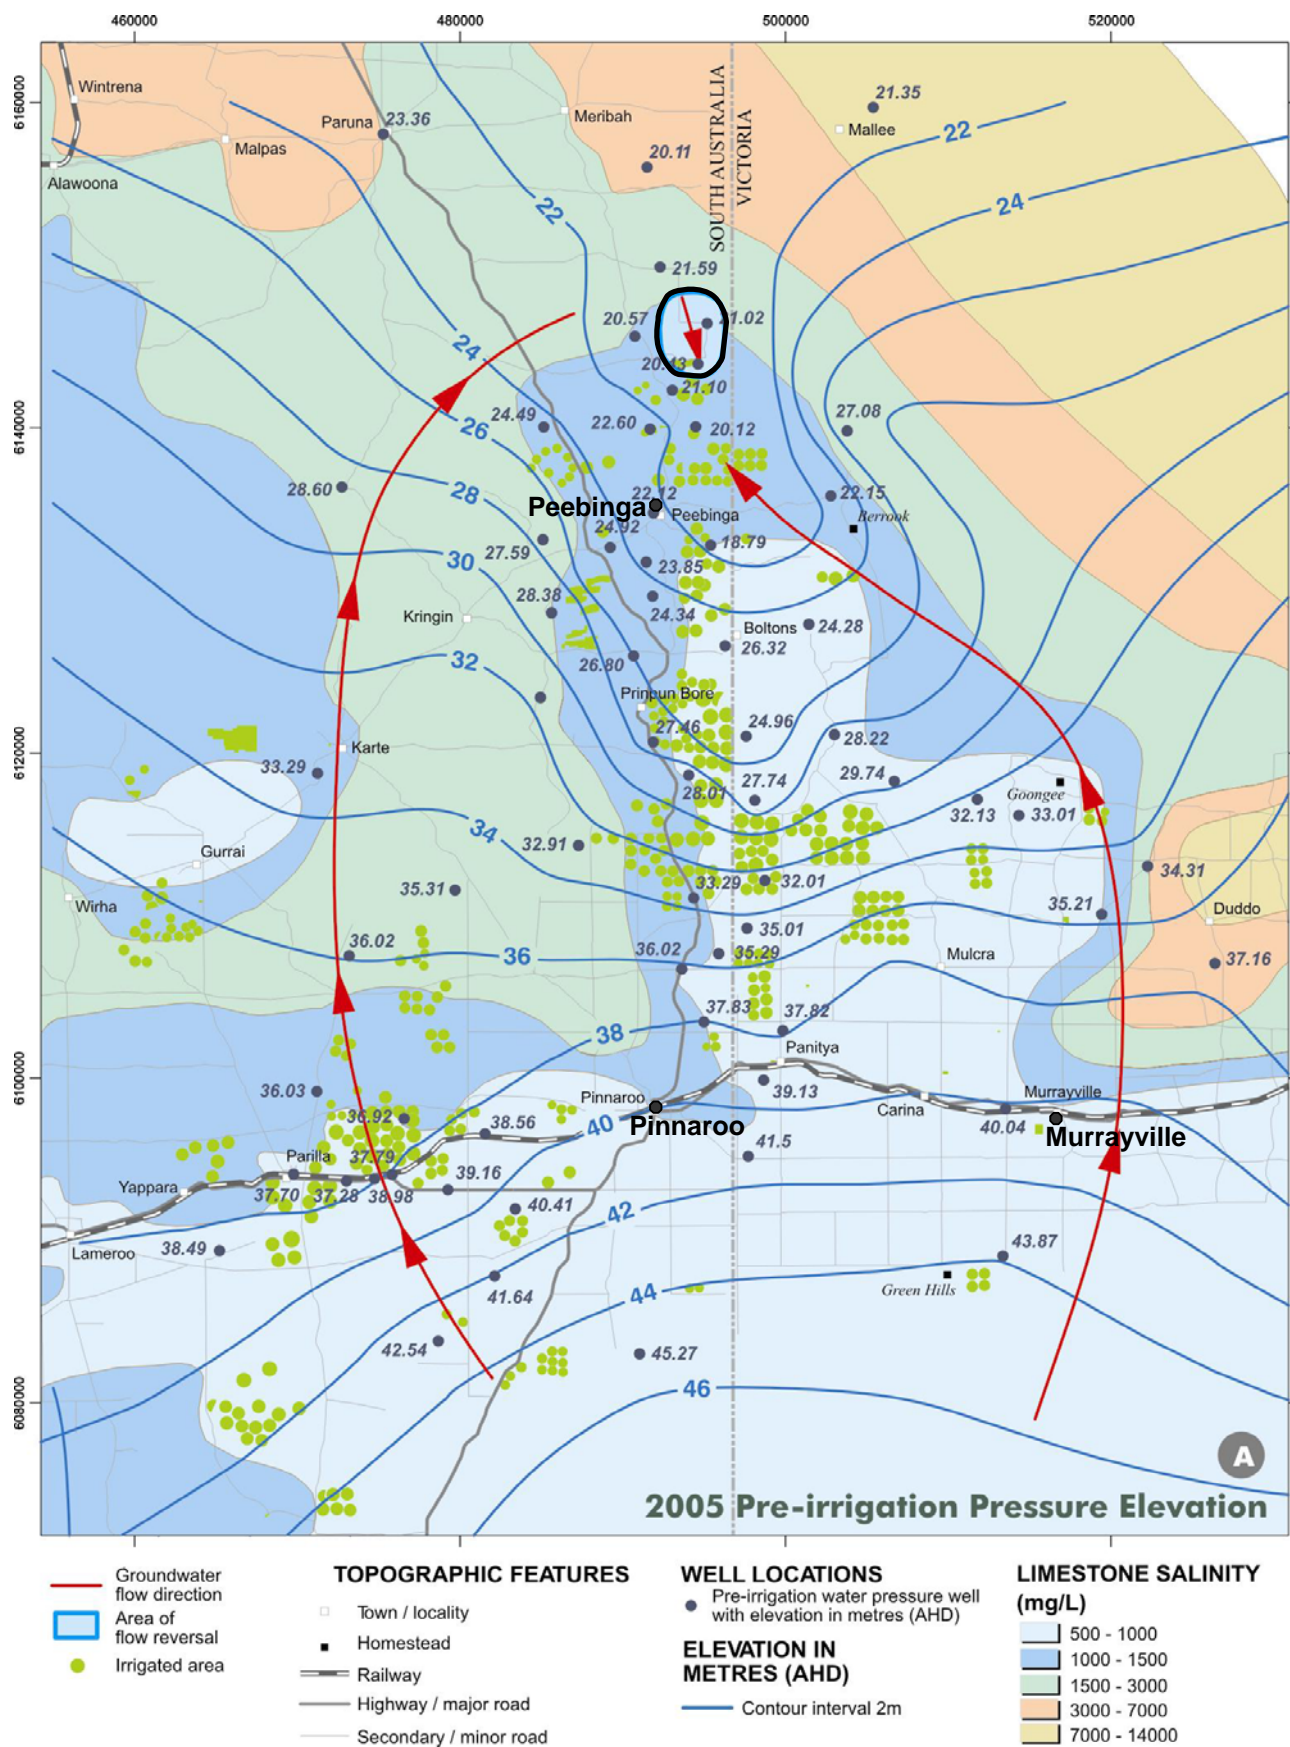 460000
480000
500000
520000
6160000
6140000
6120000
6100000
6080000
Wintrena
Malpas
Alawoona
Paruna
23.36
Meribah
20.11
SOUTH AUSTRALIA
VICTORIA
21.35
Mallee
22
22
24
21.59
20.57
21.02
20.43
21.10
24
24.49
22.60
20.12
27.08
26
28.60
28
22.12
Peebinga
Peebinga
22.15
Berrook
24.92
27.59
18.79
30
23.85
28.38
24.34
Kringin
Boltons
24.28
26.32
32
26.80
Prinpun Bore
27.46
24.96
28.22
Karte
33.29
28.01
27.74
29.74
Goongee
32.13
33.01
34
32.91
Gurrai
33.29
32.01
34.31
35.31
Wirha
35.21
Duddo
35.01
36.02
36
36.02
35.29
Mulcra
37.16
38
37.83
37.82
Panitya
36.03
Pinnaroo
39.13
Carina
Murrayville
36.92
38.56
40
Pinnaroo
40.04
Murrayville
41.5
Parilla
37.79
39.16
Yappara
37.70
37.28
38.98
40.41
42
Lameroo
38.49
43.87
41.64
44
Green Hills
42.54
45.27
46
A
2005 Pre-irrigation Pressure Elevation
Groundwater
flow direction
Area of
flow reversal
Irrigated area
TOPOGRAPHIC FEATURES
Town / locality
Homestead
Railway
Highway / major road
Secondary / minor road
WELL LOCATIONS
Pre-irrigation water pressure well
with elevation in metres (AHD)
ELEVATION IN
METRES (AHD)
Contour interval 2m
LIMESTONE SALINITY
(mg/L)
500 - 1000
1000 - 1500
1500 - 3000
3000 - 7000
7000 - 14000